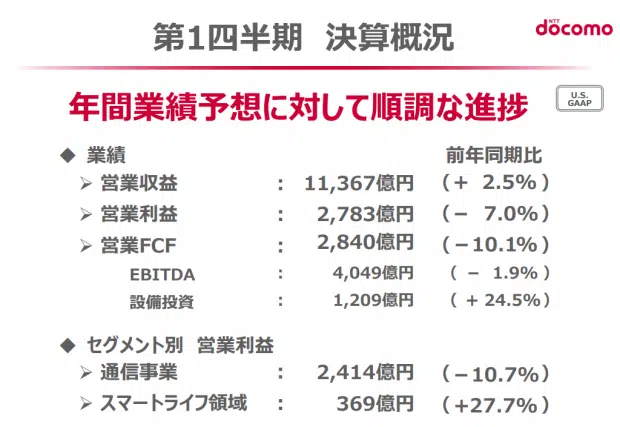 第1四半期 決算概況
NTT
docomo
年間業績予想に対して順調な進捗
U.S.
GAAP
◆ 業績 前年同期比
➢ 営業収益 : 11,367億円 (+ 2.5%)
➢ 営業利益 : 2,783億円 (− 7.0%)
➢ 営業FCF : 2,840億円 (−10.1%)
EBITDA : 4,049億円 ( − 1.9%)
設備投資 : 1,209億円 ( +24.5%)
◆ セグメント別 営業利益
➢ 通信事業 : 2,414億円 (−10.7%)
➢ スマートライフ領域 : 369億円 (+27.7%)